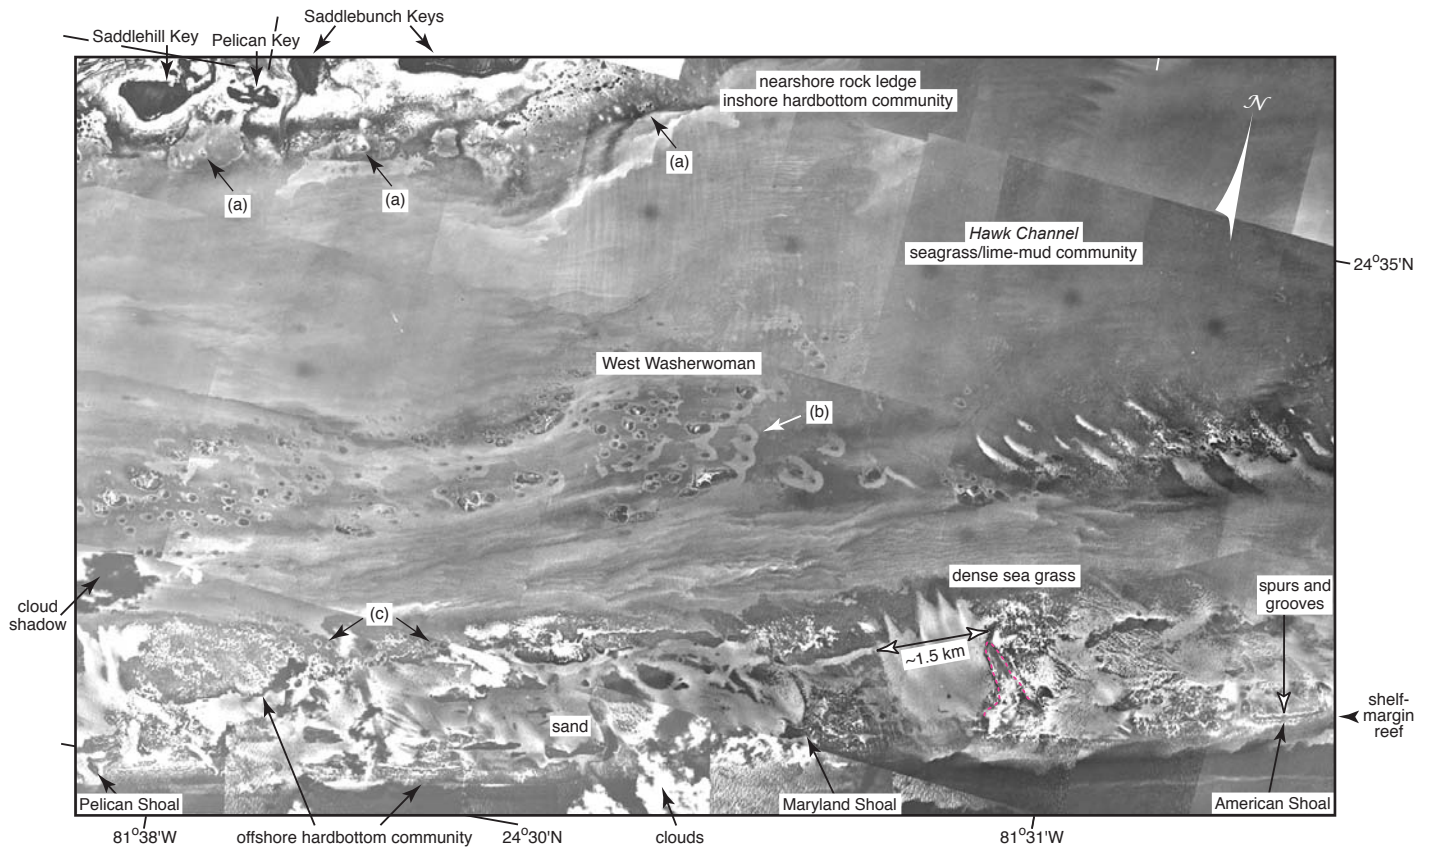 Saddlebunch Keys
Saddlehill Key
Pelican Key
nearshore rock ledge
inshore hardbottom community
N
(a)
(a)
(a)
Hawk Channel
seagrass/lime-mud community
24°35'N
West Washerwoman
(b)
dense sea grass
spurs and
grooves
cloud
shadow
(c)
~1.5 km
shelf-
margin
reef
sand
Pelican Shoal
Maryland Shoal
American Shoal
81°38'W
offshore hardbottom community
24°30'N
clouds
81°31'W